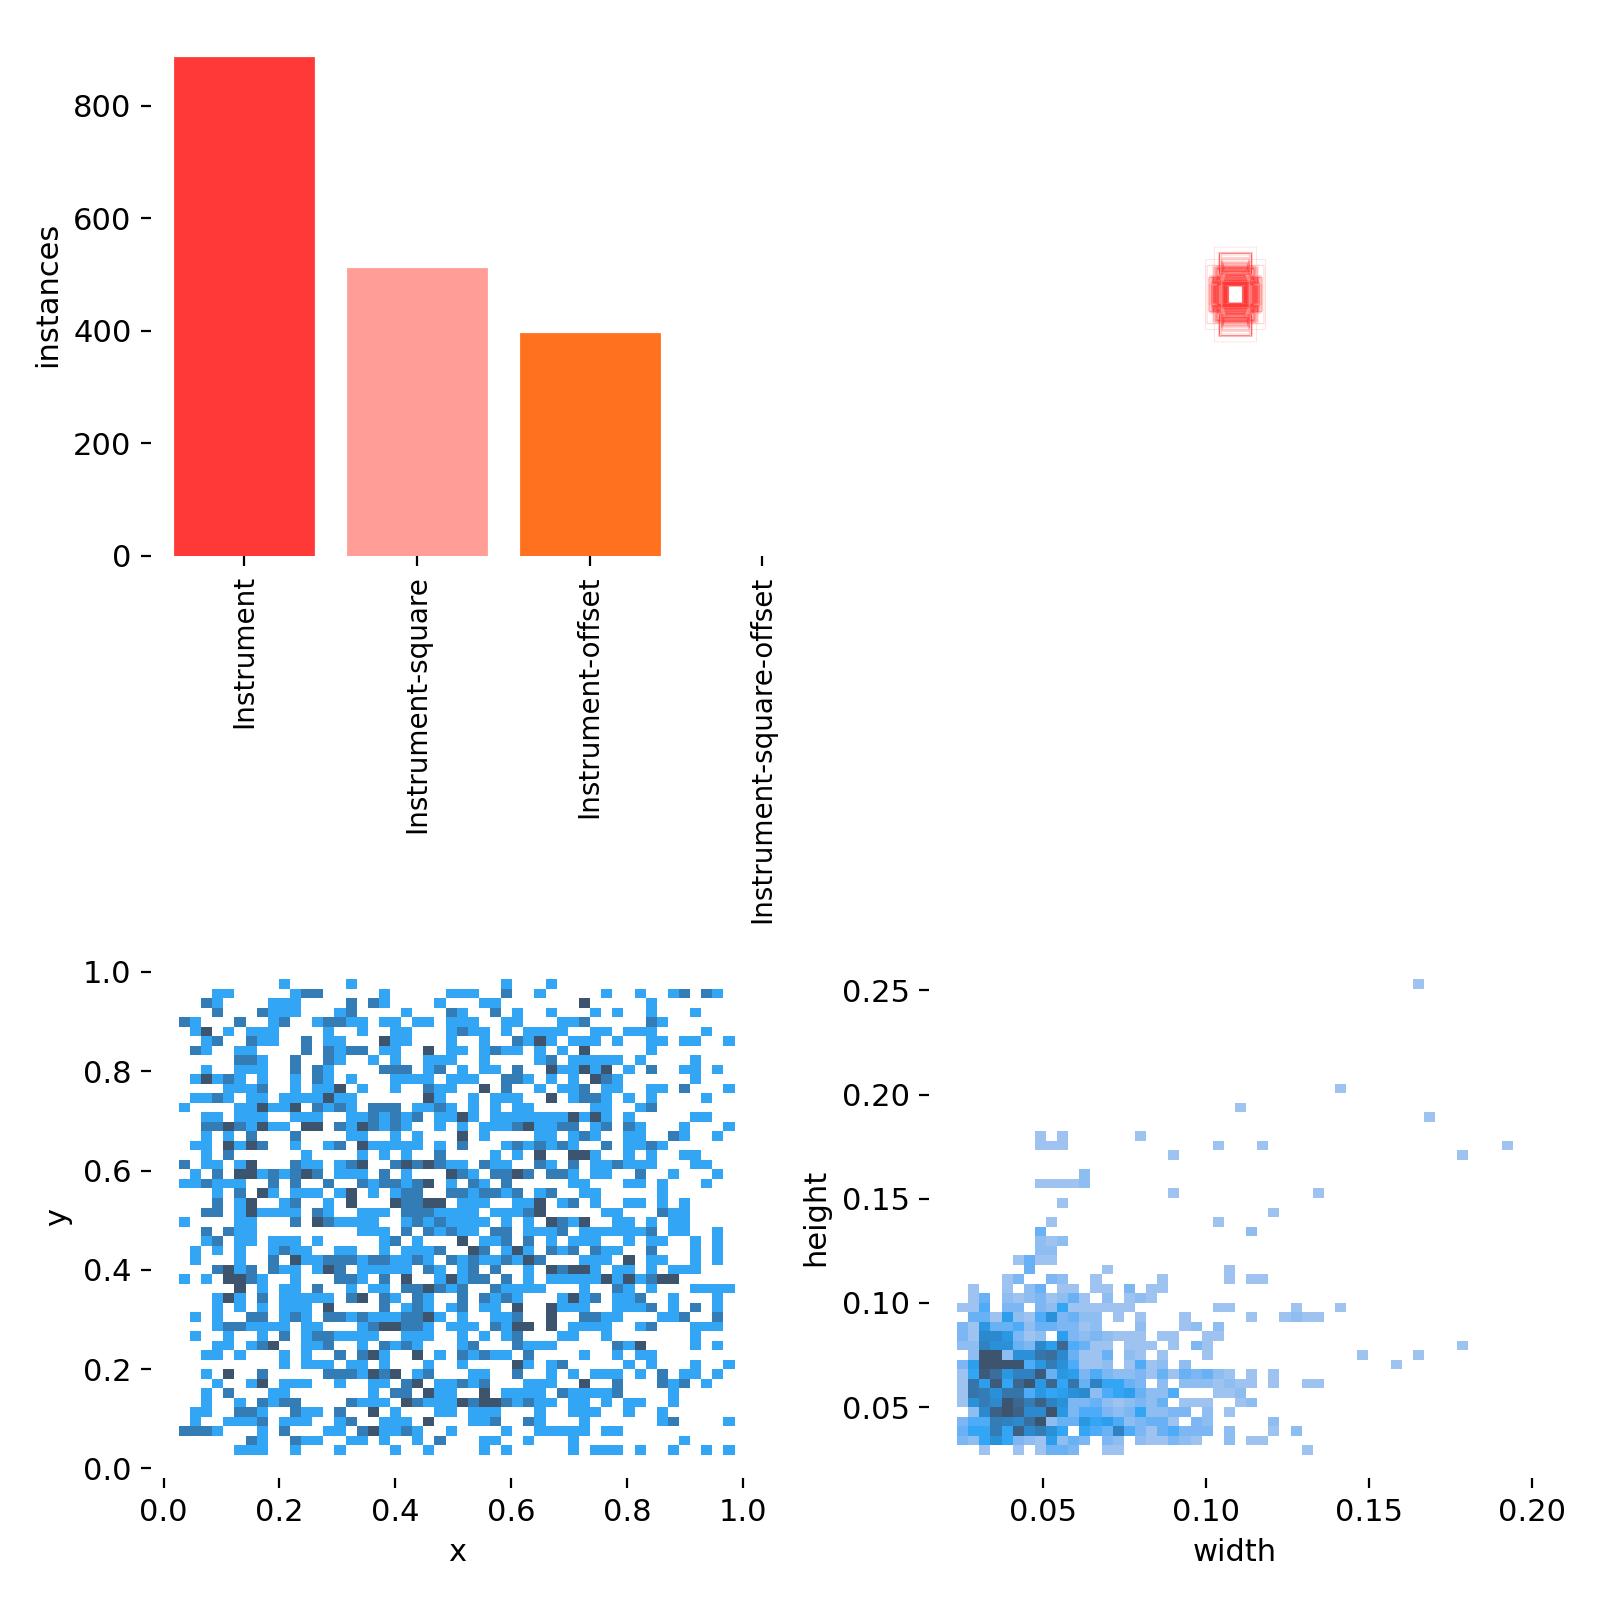 800
600
400
200
0
instances
Instrument
Instrument-square
Instrument-offset
Instrument-square-offset
1.0
0.8
0.6
0.4
0.2
0.0
y
0.0 0.2 0.4 0.6 0.8 1.0
x
0.25
0.20
0.15
0.10
0.05
height
0.05 0.10 0.15 0.20
width